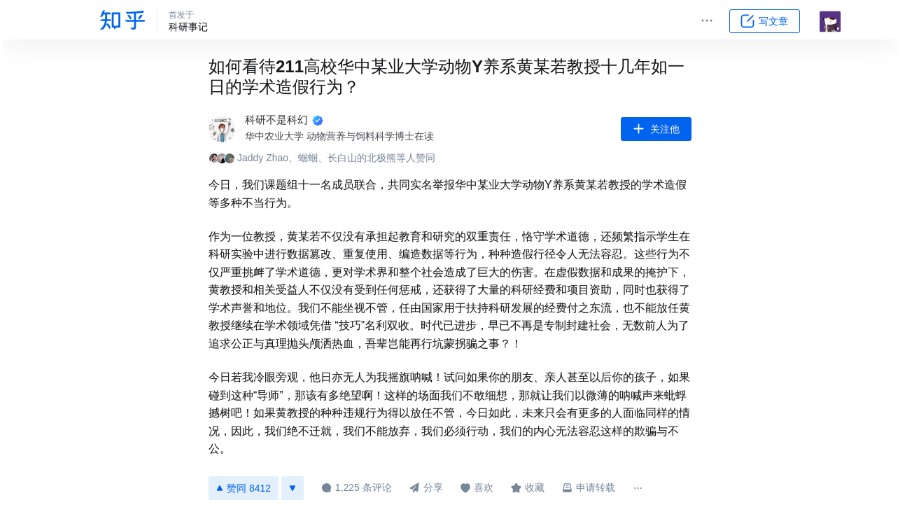 知乎
首发于
科研事记
写文章
如何看待211高校华中某业大学动物Y养系黄某若教授十几年如一
日的学术造假行为？
科研不是科幻
华中农业大学 动物营养与饲料科学博士在读
关注他
Jaddy Zhao、蝈蝈、长白山的北极熊等人赞同
今日，我们课题组十一名成员联合，共同实名举报华中某业大学动物Y养系黄某若教授的学术造假
等多种不当行为。
作为一位教授，黄某若不仅没有承担起教育和研究的双重责任，恪守学术道德，还频繁指示学生在
科研实验中进行数据篡改、重复使用、编造数据等行为，种种造假行径令人无法容忍。这些行为不
仅严重挑衅了学术道德，更对学术界和整个社会造成了巨大的伤害。在虚假数据和成果的掩护下，
黄教授和相关受益人不仅没有受到任何惩戒，还获得了大量的科研经费和项目资助，同时也获得了
学术声誉和地位。我们不能坐视不管，任由国家用于扶持科研发展的经费付之东流，也不能放任黄
教授继续在学术领域凭借 “技巧”名利双收。时代已进步，早已不再是专制封建社会，无数前人为了
追求公正与真理抛头颅洒热血，吾辈岂能再行坑蒙拐骗之事？！
今日若我冷眼旁观，他日亦无人为我摇旗呐喊！试问如果你的朋友、亲人甚至以后你的孩子，如果
碰到这种“导师”，那该有多绝望啊！这样的场面我们不敢细想，那就让我们以微薄的呐喊声来蚍蜉
撼树吧！如果黄教授的种种违规行为得以放任不管，今日如此，未来只会有更多的人面临同样的情
况，因此，我们绝不迁就，我们不能放弃，我们必须行动，我们的内心无法容忍这样的欺骗与不
公。
赞同 8412
1,225 条评论
分享
喜欢
收藏
申请转载